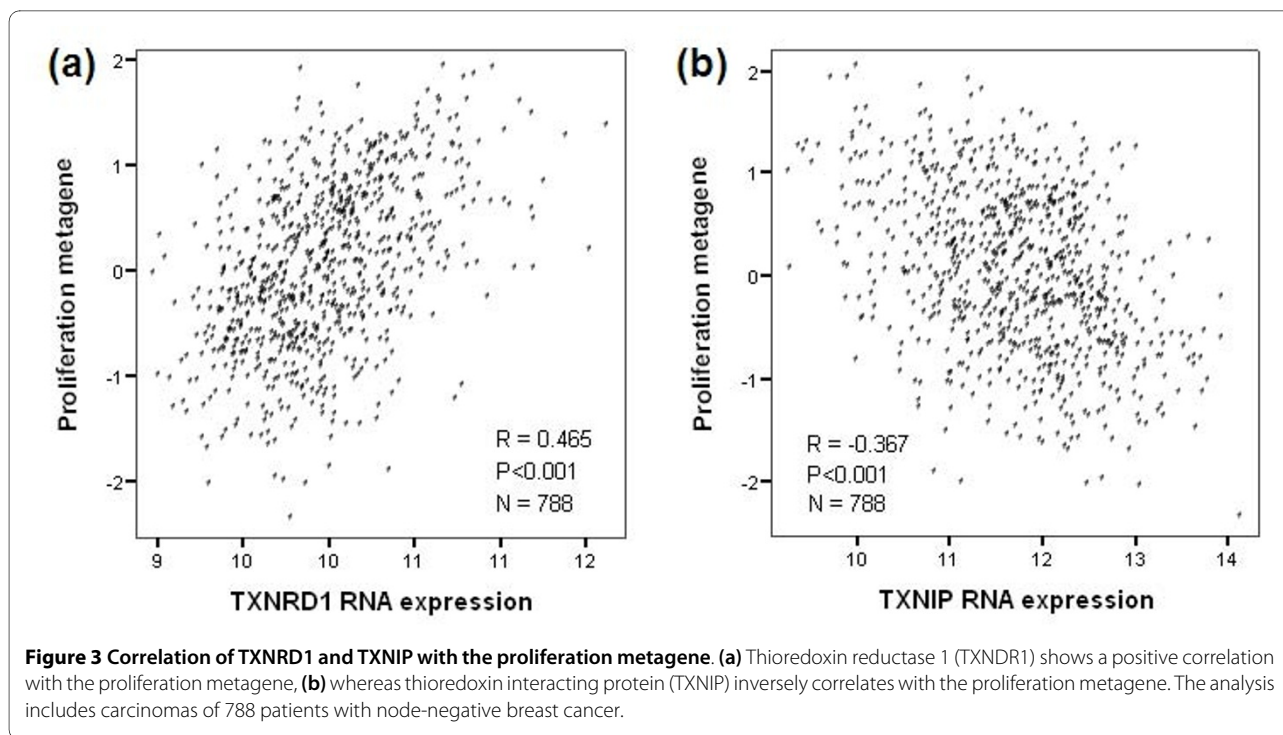 (a)
2
1
0
-1
-2
Proliferation metagene
R = 0.465
P<0.001
N = 788
9 10 10 11 11 12
TXNRD1 RNA expression
(b)
2
1
0
-1
-2
Proliferation metagene
R = -0.367
P<0.001
N = 788
10 11 12 13 14
TXNIP RNA expression
Figure 3 Correlation of TXNRD1 and TXNIP with the proliferation metagene. (a) Thioredoxin reductase 1 (TXNDR1) shows a positive correlation
with the proliferation metagene, (b) whereas thioredoxin interacting protein (TXNIP) inversely correlates with the proliferation metagene. The analysis
includes carcinomas of 788 patients with node-negative breast cancer.